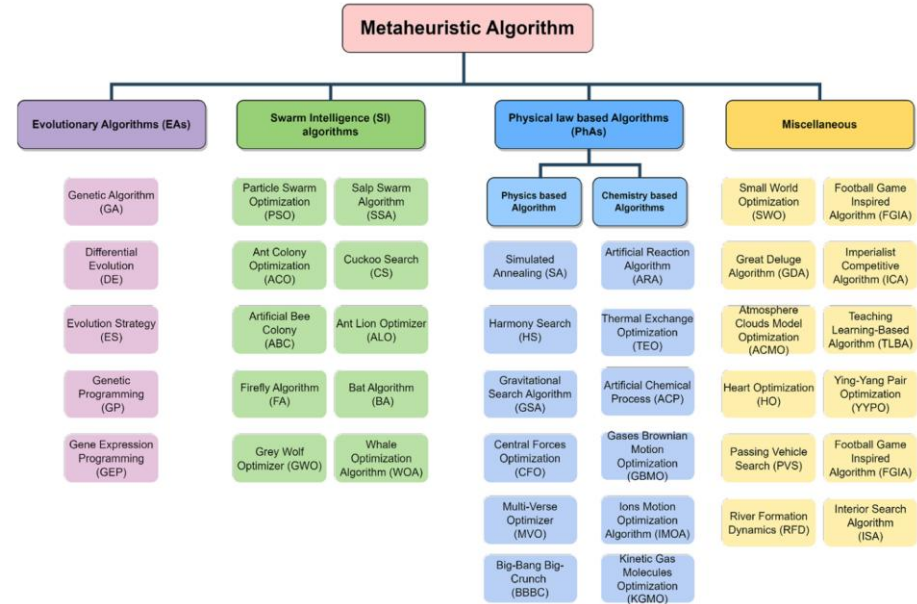 Metaheuristic Algorithm
Evolutionary Algorithms (EAs)
Swarm Intelligence (SI)
algorithms
Physical law based Algorithms
(PhAs)
Miscellaneous
Genetic Algorithm
(GA)
Differential
Evolution
(DE)
Evolution Strategy
(ES)
Genetic
Programming
(GP)
Gene Expression
Programming
(GEP)
Particle Swarm
Optimization
(PSO)
Ant Colony
Optimization
(ACO)
Artificial Bee
Colony
(ABC)
Firefly Algorithm
(FA)
Grey Wolf
Optimizer (GWO)
Salp Swarm
Algorithm
(SSA)
Cuckoo Search
(CS)
Ant Lion Optimizer
(ALO)
Bat Algorithm
(BA)
Whale
Optimization
Algorithm (WOA)
Physics based
Algorithm
Simulated
Annealing (SA)
Harmony Search
(HS)
Gravitational
Search Algorithm
(GSA)
Central Forces
Optimization
(CFO)
Multi-Verse
Optimizer
(MVO)
Big-Bang Big-
Crunch
(BBBC)
Chemistry based
Algorithms
Artificial Reaction
Algorithm
(ARA)
Thermal Exchange
Optimization
(TEO)
Artificial Chemical
Process (ACP)
Gases Brownian
Motion
Optimization
(GBMO)
Ions Motion
Optimization
Algorithm (IMOA)
Kinetic Gas
Molecules
Optimization
(KGMO)
Small World
Optimization
(SWO)
Great Deluge
Algorithm (GDA)
Atmosphere
Clouds Model
Optimization
(ACMO)
Heart Optimization
(HO)
Passing Vehicle
Search (PVS)
River Formation
Dynamics (RFD)
Football Game
Inspired
Algorithm (FGIA)
Imperialist
Competitive
Algorithm (ICA)
Teaching
Learning-Based
Algorithm (TLBA)
Ying-Yang Pair
Optimization
(YYPO)
Football Game
Inspired
Algorithm (FGIA)
Interior Search
Algorithm
(ISA)